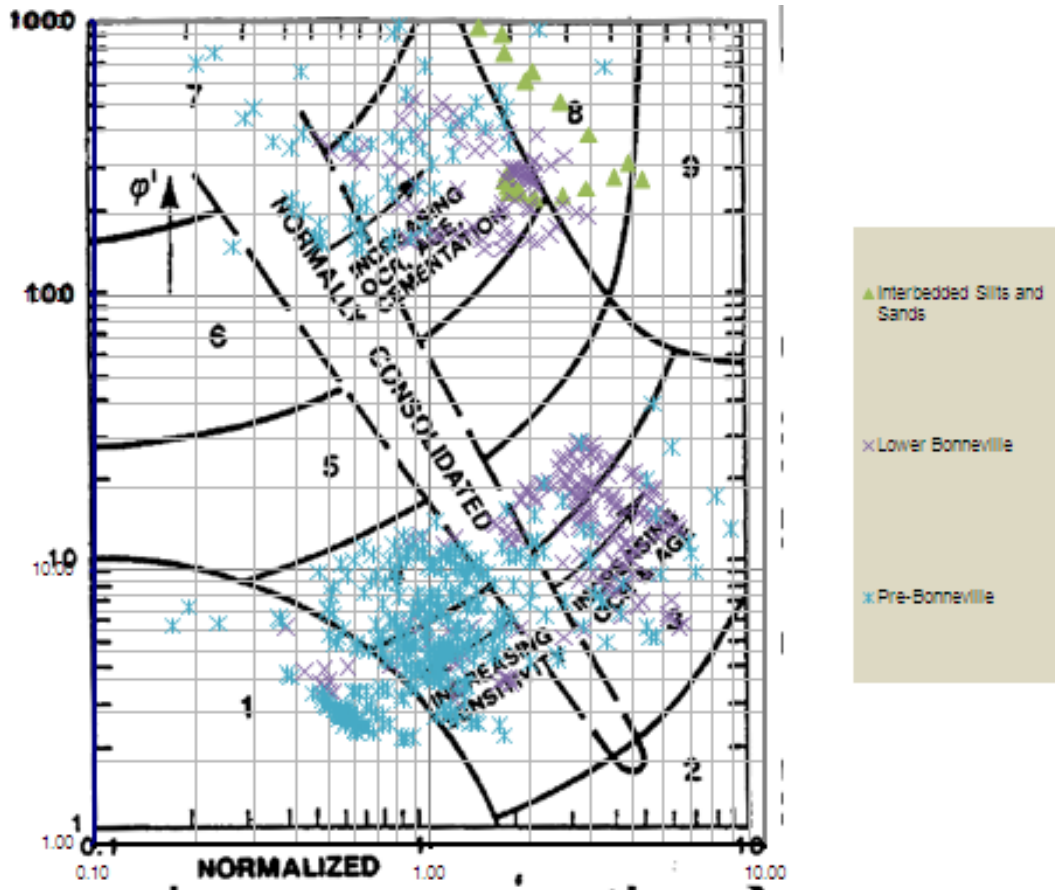 1000
7
8
9
φ'
INCREASING
OCR, AGE,
CEMENTATION
NORMALLY
CONSOLIDATED
100
6
5
10
10.00
4
INCREASING
OCR & AGE
3
INCREASING
SENSITIVITY
1
2
1
1.00
0.1
1
10
0.10
1.00
10.00
NORMALIZED
Interbedded Silts and
Sands
Lower Bonneville
Pre-Bonneville